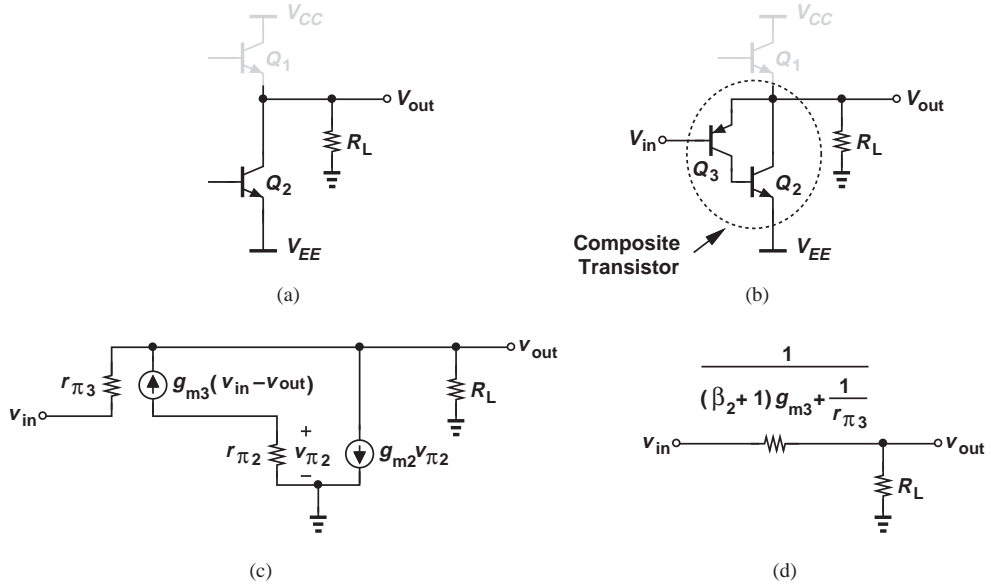 V_CC
Q_1
V_out
R_L
Q_2
V_EE
(a)
V_CC
Q_1
V_out
V_in
R_L
Q_3
Q_2
V_EE
Composite
Transistor
(b)
r_π3
g_m3(v_in−v_out)
v_out
R_L
v_in
r_π2
+
v_π2
−
g_m2v_π2
(c)
1
(β_2+1)g_m3+
1
r_π3
v_in
v_out
R_L
(d)